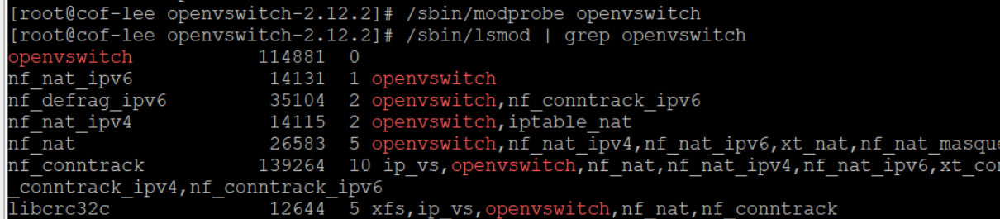 [root@cof-lee openvswitch-2.12.2]# /sbin/modprobe openvswitch
[root@cof-lee openvswitch-2.12.2]# /sbin/lsmod | grep openvswitch
openvswitch           114881  0
nf_nat_ipv6            14131  1 openvswitch
nf_defrag_ipv6         35104  2 openvswitch,nf_conntrack_ipv6
nf_nat_ipv4            14115  2 openvswitch,iptable_nat
nf_nat                 26583  5 openvswitch,nf_nat_ipv4,nf_nat_ipv6,xt_nat,nf_nat_masque
nf_conntrack          139264  10 ip_vs,openvswitch,nf_nat,nf_nat_ipv4,nf_nat_ipv6,xt_con
_conntrack_ipv4,nf_conntrack_ipv6
libcrc32c              12644  5 xfs,ip_vs,openvswitch,nf_nat,nf_conntrack